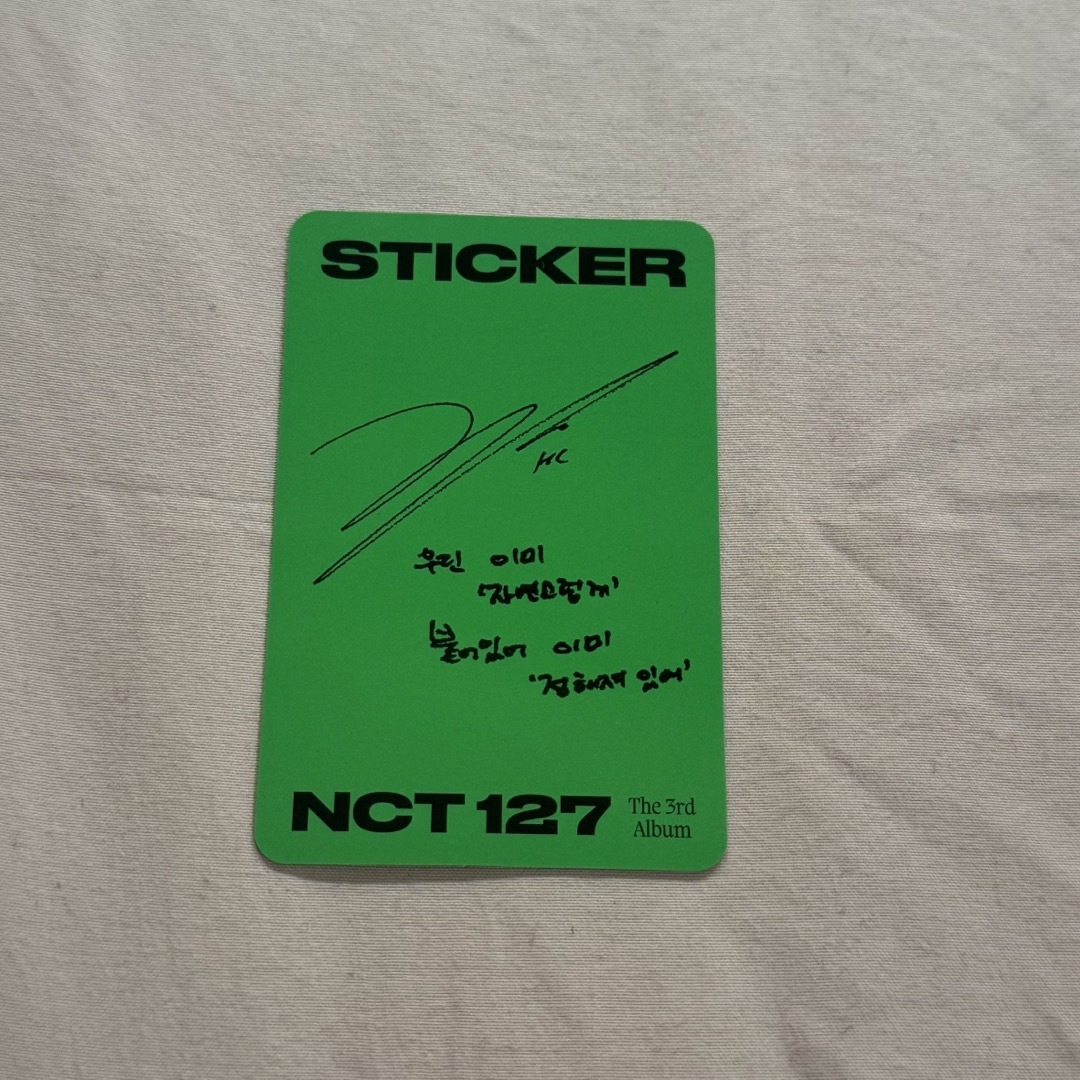 STICKER
HC
우린 이미
'자연스럽게'
붙어있어 이미
'정해져 있어'
NCT 127
The 3rd
Album